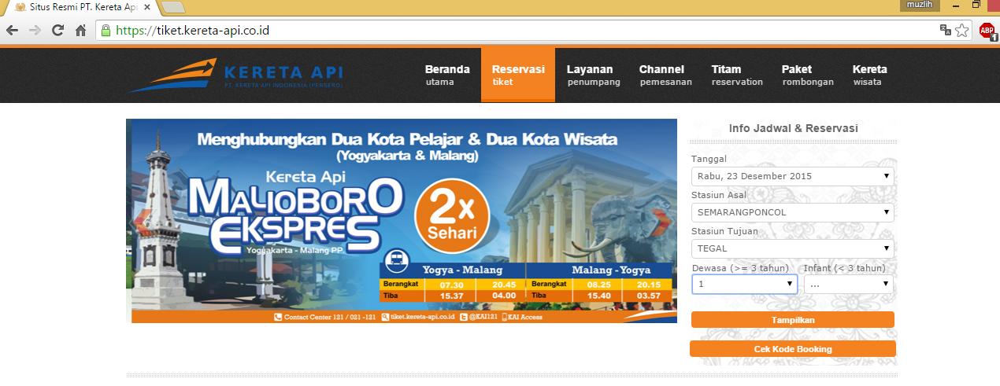 Situs Resmi PT. Kereta Api
muzlih
https://tiket.kereta-api.co.id
ABP
1
KERETA API
PT. KERETA API INDONESIA (PERSERO)
Beranda
utama
Reservasi
tiket
Layanan
penumpang
Channel
pemesanan
Titam
reservation
Paket
rombongan
Kereta
wisata
Menghubungkan Dua Kota Pelajar & Dua Kota Wisata
(Yogyakarta & Malang)
Kereta Api
MALIOBORO
EKSPRES
Yogyakarta - Malang PP
2x
Sehari
Yogya - Malang
Malang - Yogya
Berangkat 07.30 20.45 Berangkat 08.25 20.15
Tiba 15.37 04.00 Tiba 15.40 03.57
Contact Center 121 / 021 -121 tiket.kereta-api.co.id @KAI121 KAI Access
Info Jadwal & Reservasi
Tanggal
Rabu, 23 Desember 2015
Stasiun Asal
SEMARANGPONCOL
Stasiun Tujuan
TEGAL
Dewasa (>= 3 tahun) Infant (< 3 tahun)
1 ...
Tampilkan
Cek Kode Booking